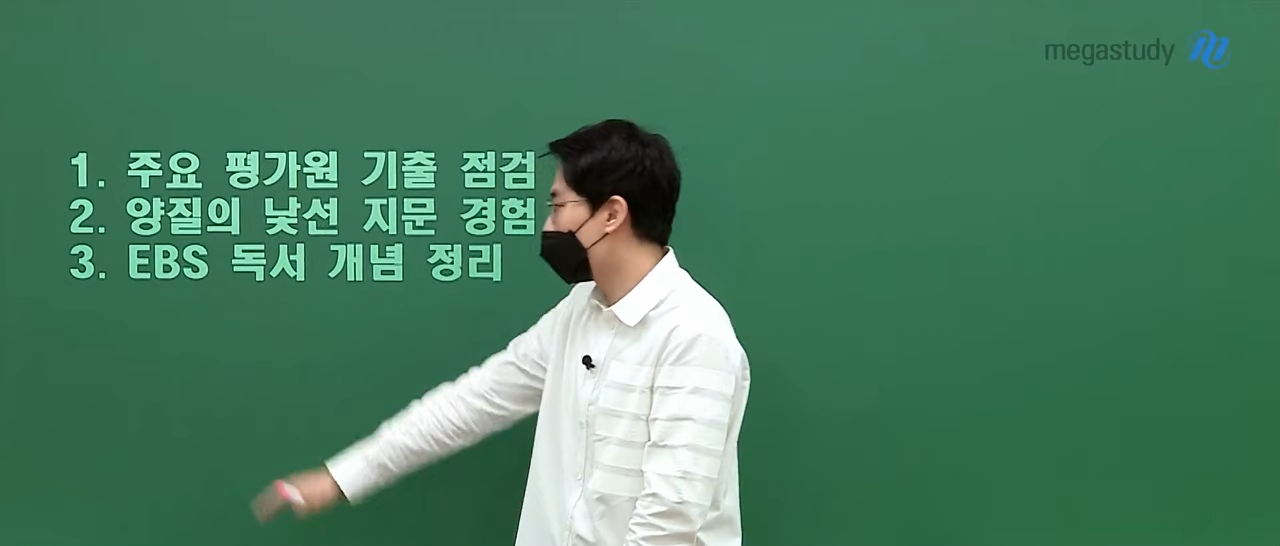 megastudy
1. 주요 평가원 기출 점검
2. 양질의 낯선 지문 경험
3. EBS 독서 개념 정리